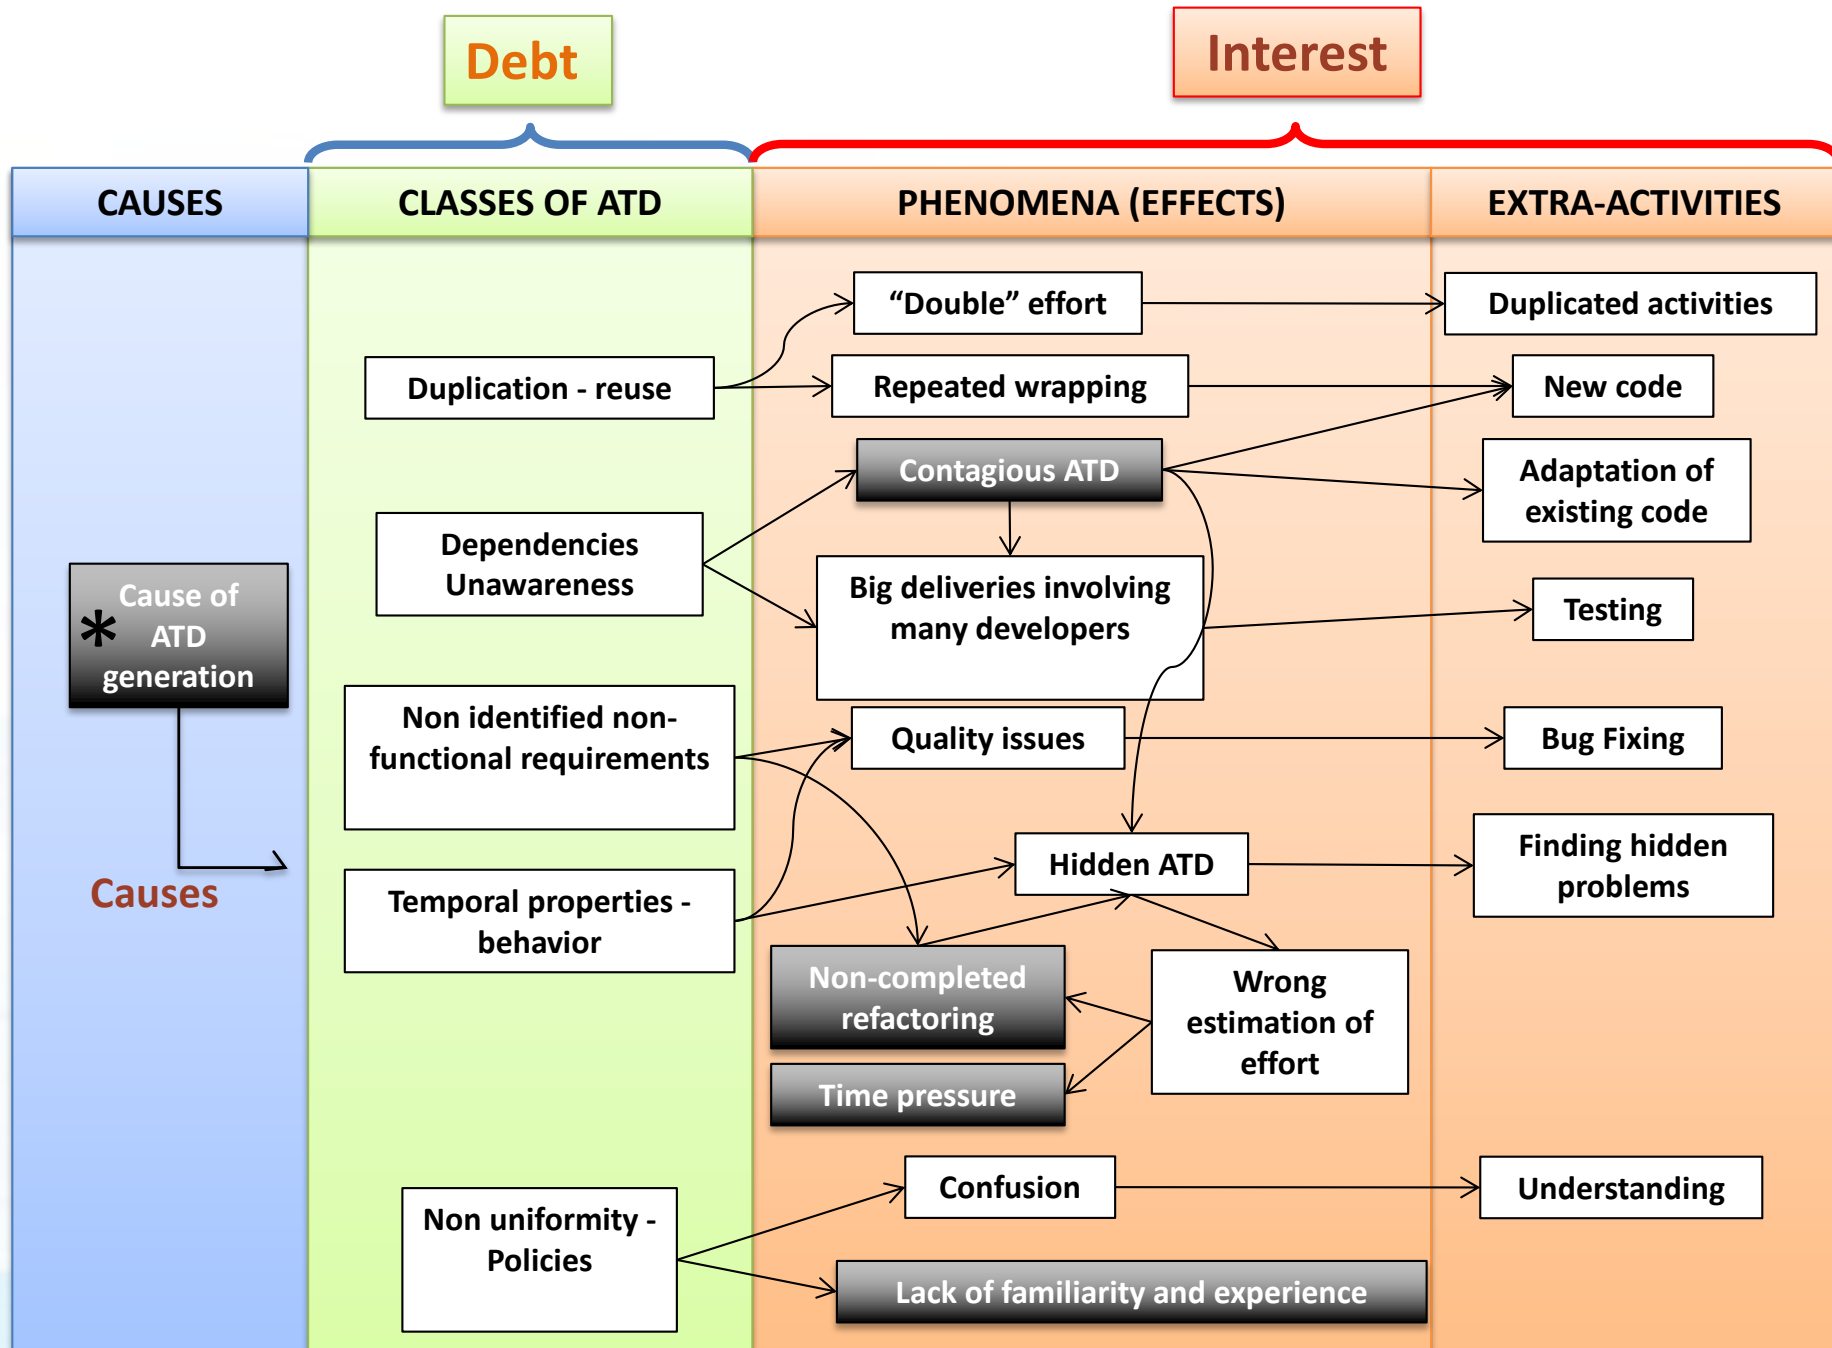 Debt
Interest
CAUSES
CLASSES OF ATD
PHENOMENA (EFFECTS)
EXTRA-ACTIVITIES
“Double” effort
Duplicated activities
Duplication - reuse
Repeated wrapping
New code
Contagious ATD
Adaptation of
existing code
Dependencies
Unawareness
Big deliveries involving
many developers
Testing
Cause of
* ATD
generation
Non identified non-
functional requirements
Quality issues
Bug Fixing
Causes
Hidden ATD
Finding hidden
problems
Temporal properties -
behavior
Non-completed
refactoring
Wrong
estimation of
effort
Time pressure
Confusion
Understanding
Non uniformity -
Policies
Lack of familiarity and experience